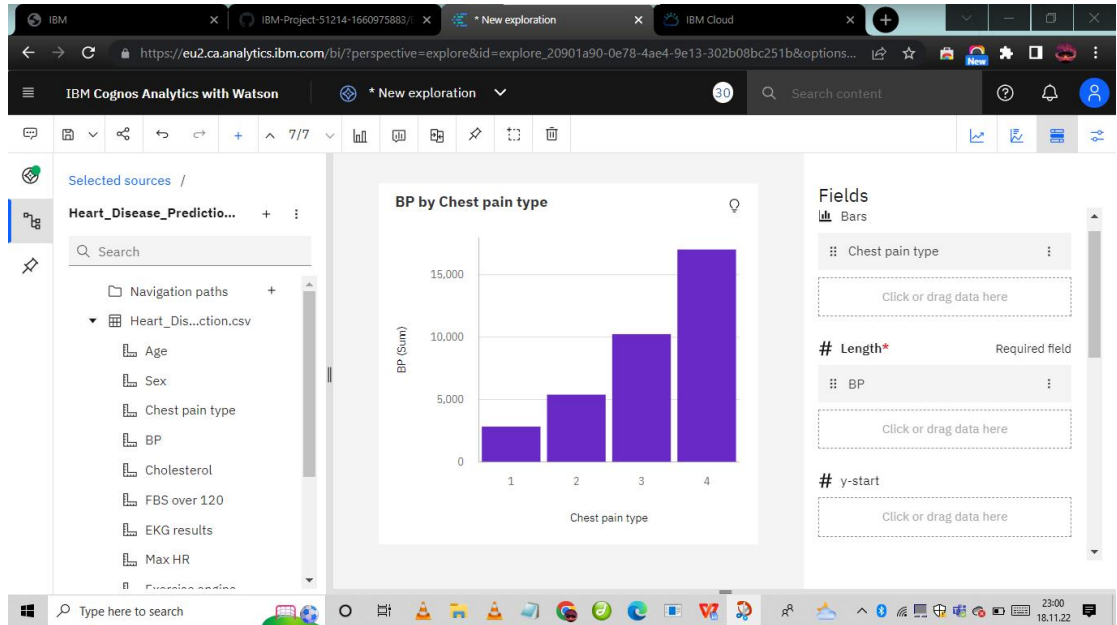 IBM
IBM-Project-51214-1660975883/
* New exploration
IBM Cloud
https://eu2.ca.analytics.ibm.com/bi/?perspective=explore&id=explore_20901a90-0e78-4ae4-9e13-302b08bc251b&options...
New
IBM Cognos Analytics with Watson
* New exploration
30
Search content
7/7
Selected sources /
Heart_Disease_Predictio...
Search
Navigation paths
Heart_Dis...ction.csv
Age
Sex
Chest pain type
BP
Cholesterol
FBS over 120
EKG results
Max HR
BP by Chest pain type
15,000
10,000
5,000
0
BP (Sum)
1 2 3 4
Chest pain type
Fields
Bars
Chest pain type
Click or drag data here
# Length* Required field
BP
Click or drag data here
# y-start
Click or drag data here
Type here to search
23:00
18.11.22